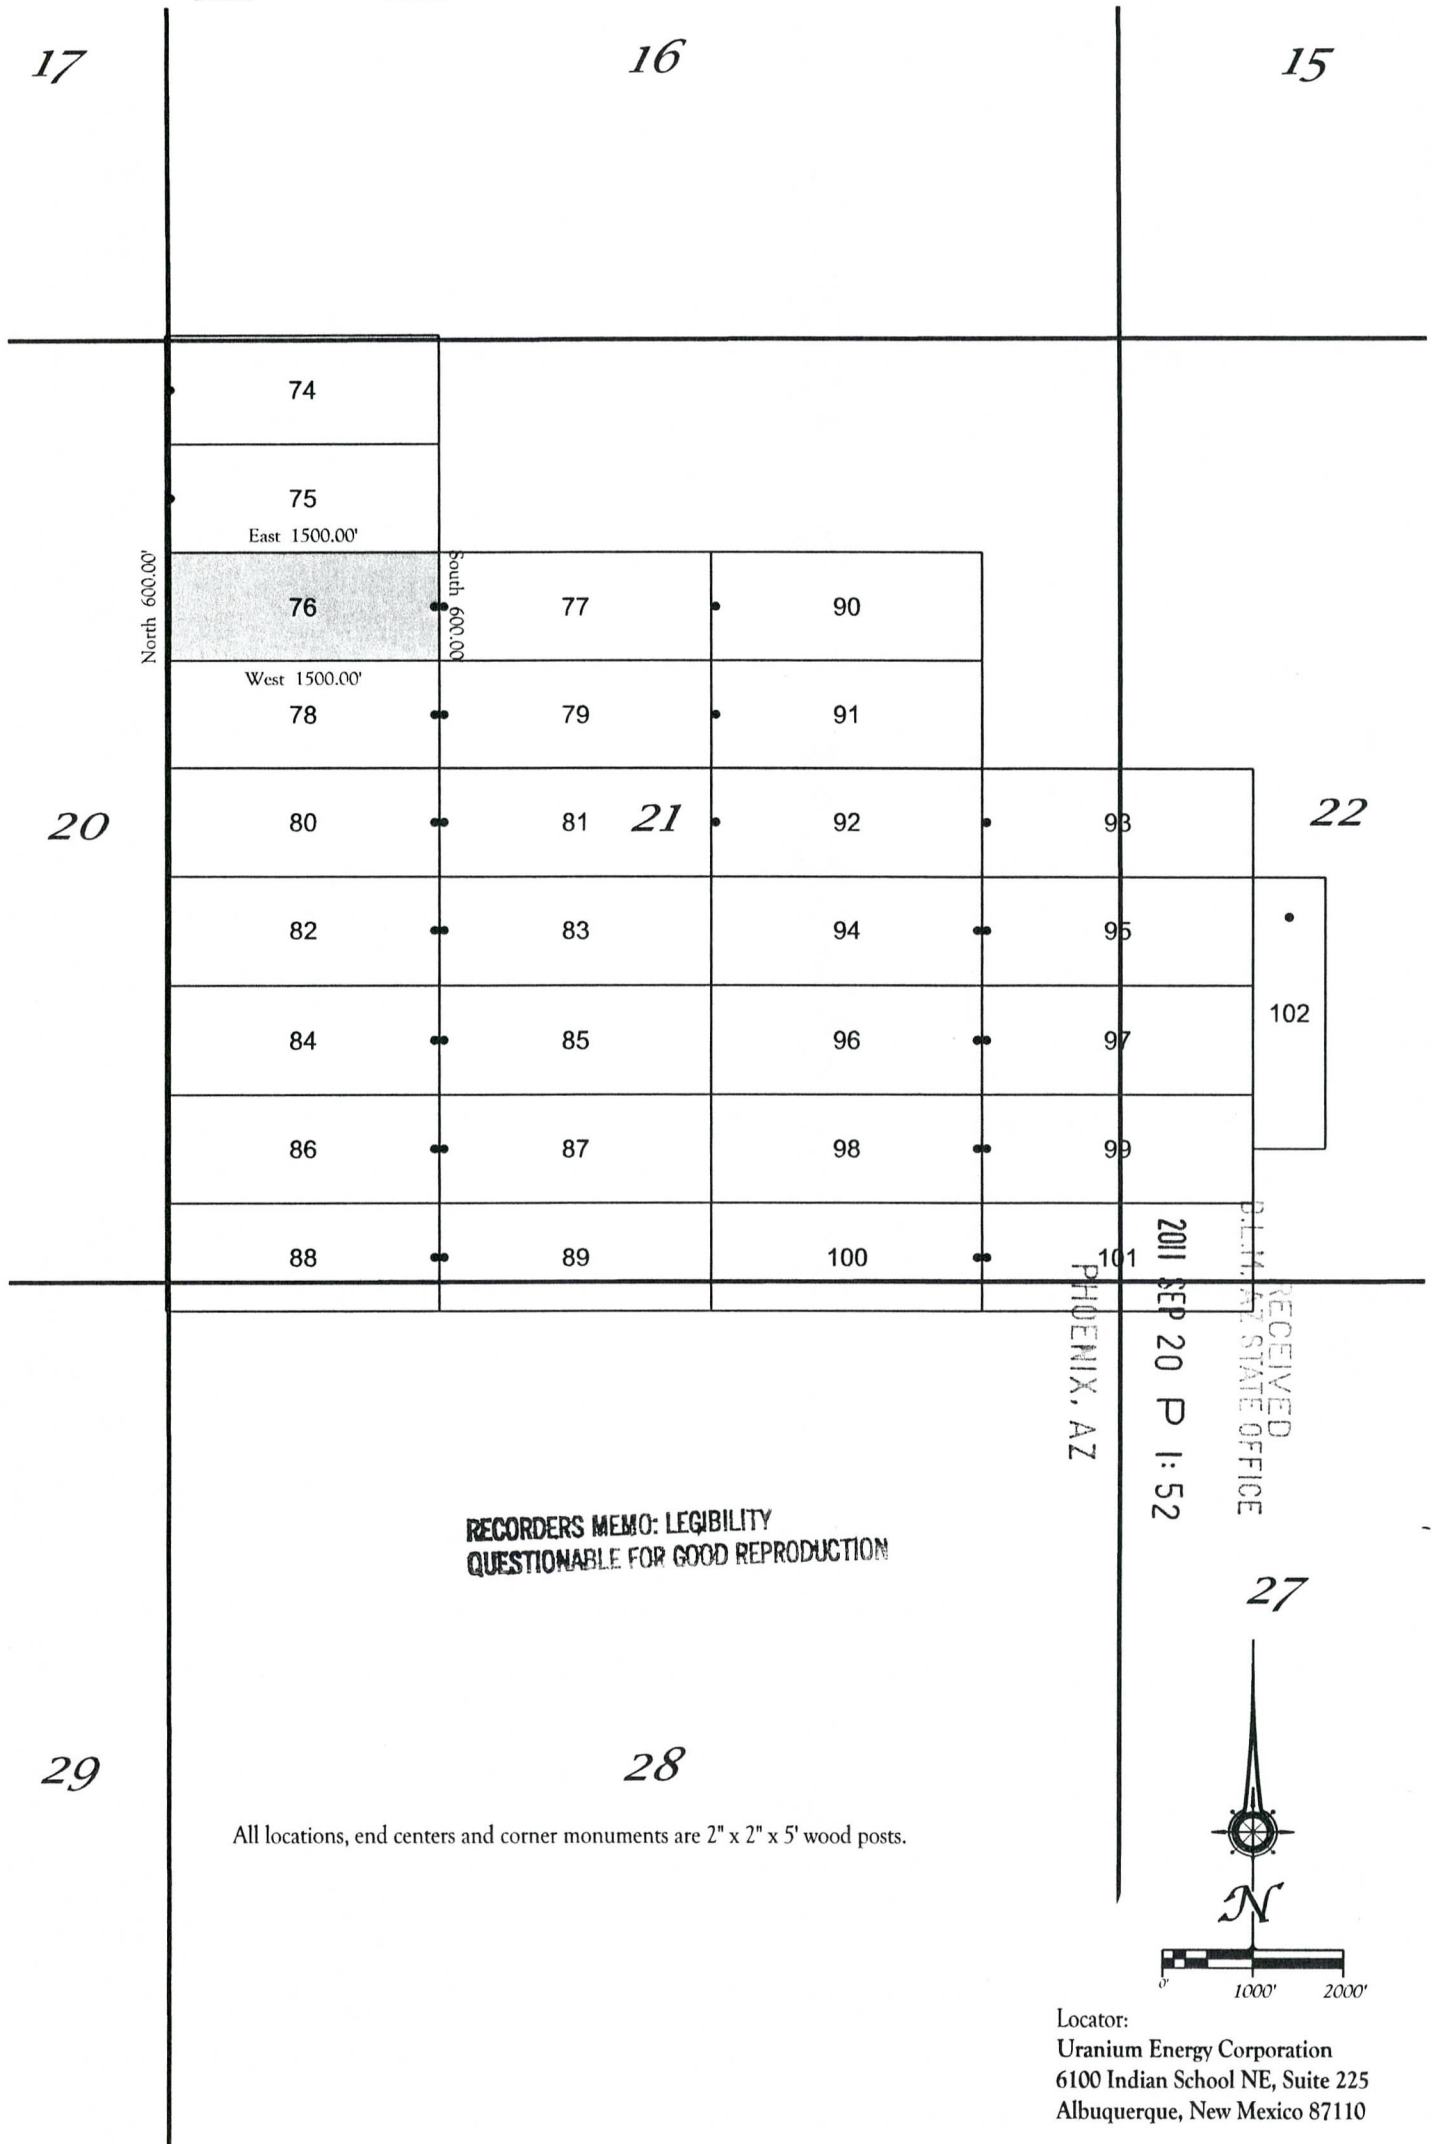 17
16
15
74
75
East 1500.00'
North 600.00'
South 600.00'
76
77
90
West 1500.00'
78
79
91
20
80
81
21
92
93
22
82
83
94
95
84
85
96
97
102
86
87
98
99
88
89
100
101
RECEIVED
B.L.M. AZ STATE OFFICE
2011 SEP 20 P 1:52
PHOENIX, AZ
RECORDERS MEMO: LEGIBILITY
QUESTIONABLE FOR GOOD REPRODUCTION
27
29
28
All locations, end centers and corner monuments are 2" x 2" x 5' wood posts.
N
0'
1000'
2000'
Locator:
Uranium Energy Corporation
6100 Indian School NE, Suite 225
Albuquerque, New Mexico 87110